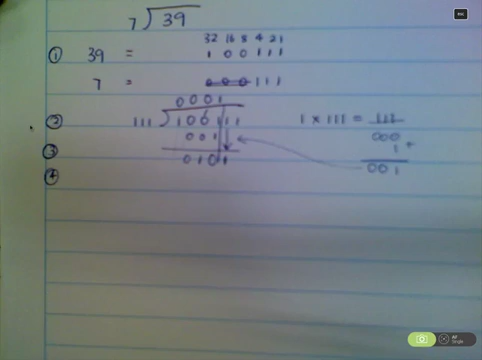 7 39
32 16 8 4 2 1
① 39 = 1 0 0 1 1 1
7 = 0 0 0 1 1 1
0 0 0 1
② 111 1 0 0 1 1 1 1 x 111 = 111
0 0 1 000
③ 1 +
0 1 0 1 001
④